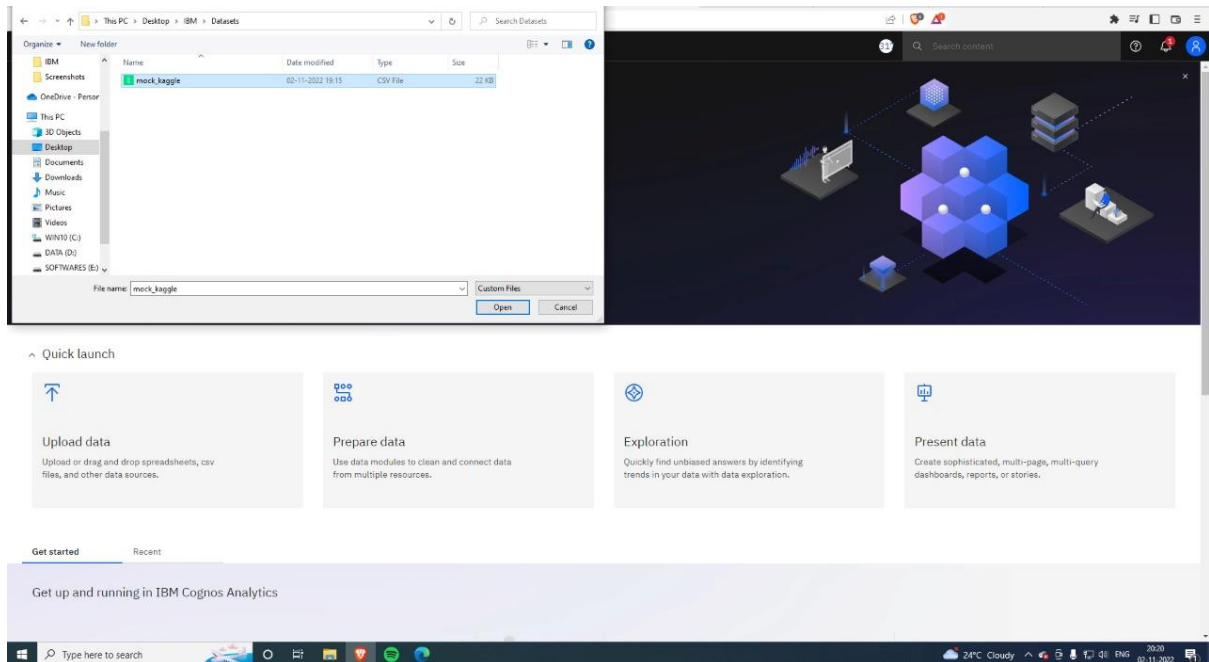 This PC > Desktop > IBM > Datasets
Search Datasets
Organize
New folder
IBM
Screenshots
OneDrive - Person
This PC
3D Objects
Desktop
Documents
Downloads
Music
Pictures
Videos
WIN10 (C:)
DATA (D:)
SOFTWARES (E:)
Name Date modified Type Size
mock_kaggle 02-11-2022 19:15 CSV File 22 KB
File name: mock_kaggle
Custom Files
Open Cancel
Search content
Quick launch
Upload data
Upload or drag and drop spreadsheets, csv
files, and other data sources.
Prepare data
Use data modules to clean and connect data
from multiple resources.
Exploration
Quickly find unbiased answers by identifying
trends in your data with data exploration.
Present data
Create sophisticated, multi-page, multi-query
dashboards, reports, or stories.
Get started Recent
Get up and running in IBM Cognos Analytics
Type here to search
24°C Cloudy
ENG
20:20
02-11-2022